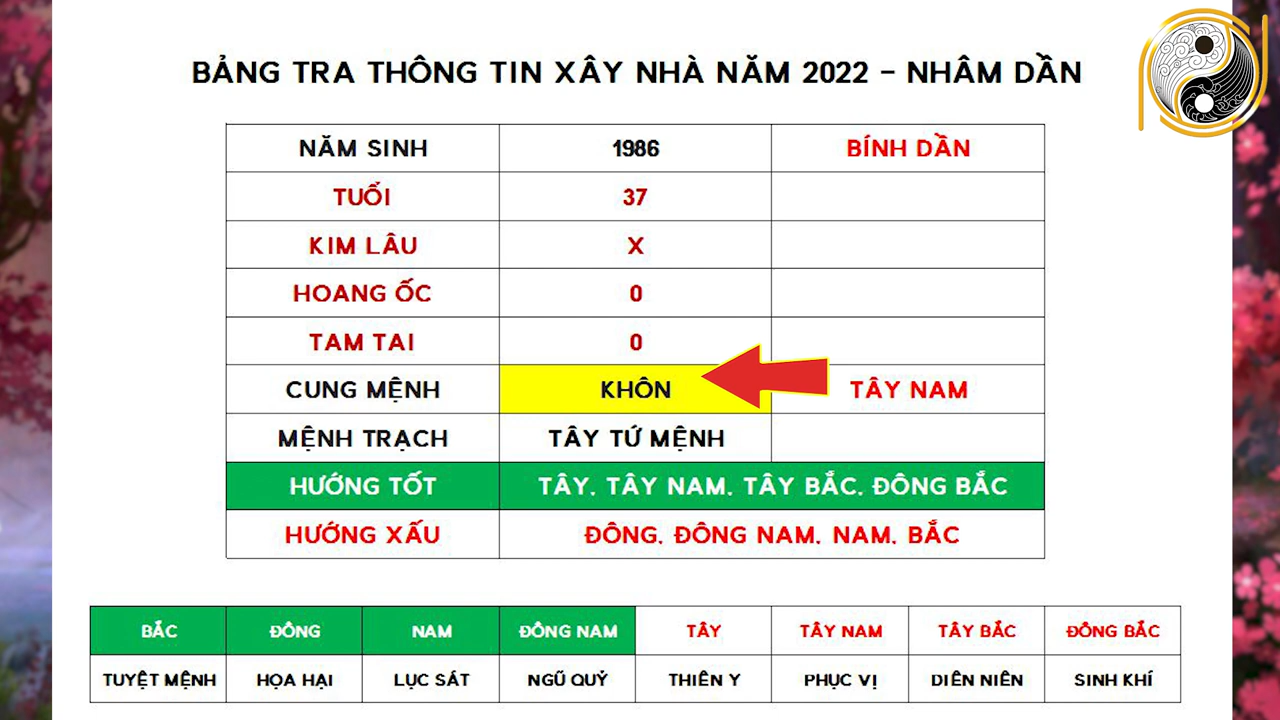 BẢNG TRA THÔNG TIN XÂY NHÀ NĂM 2022 - NHÂM DẦN
NĂM SINH 1986 BÍNH DẦN
TUỔI 37
KIM LÂU X
HOANG ỐC 0
TAM TAI 0
CUNG MỆNH KHÔN TÂY NAM
MỆNH TRẠCH TÂY TỨ MỆNH
HƯỚNG TỐT TÂY, TÂY NAM, TÂY BẮC, ĐÔNG BẮC
HƯỚNG XẤU ĐÔNG, ĐÔNG NAM, NAM, BẮC
BẮC ĐÔNG NAM ĐÔNG NAM TÂY TÂY NAM TÂY BẮC ĐÔNG BẮC
TUYỆT MỆNH HỌA HẠI LỤC SÁT NGŨ QUỶ THIÊN Y PHỤC VỊ DIÊN NIÊN SINH KHÍ